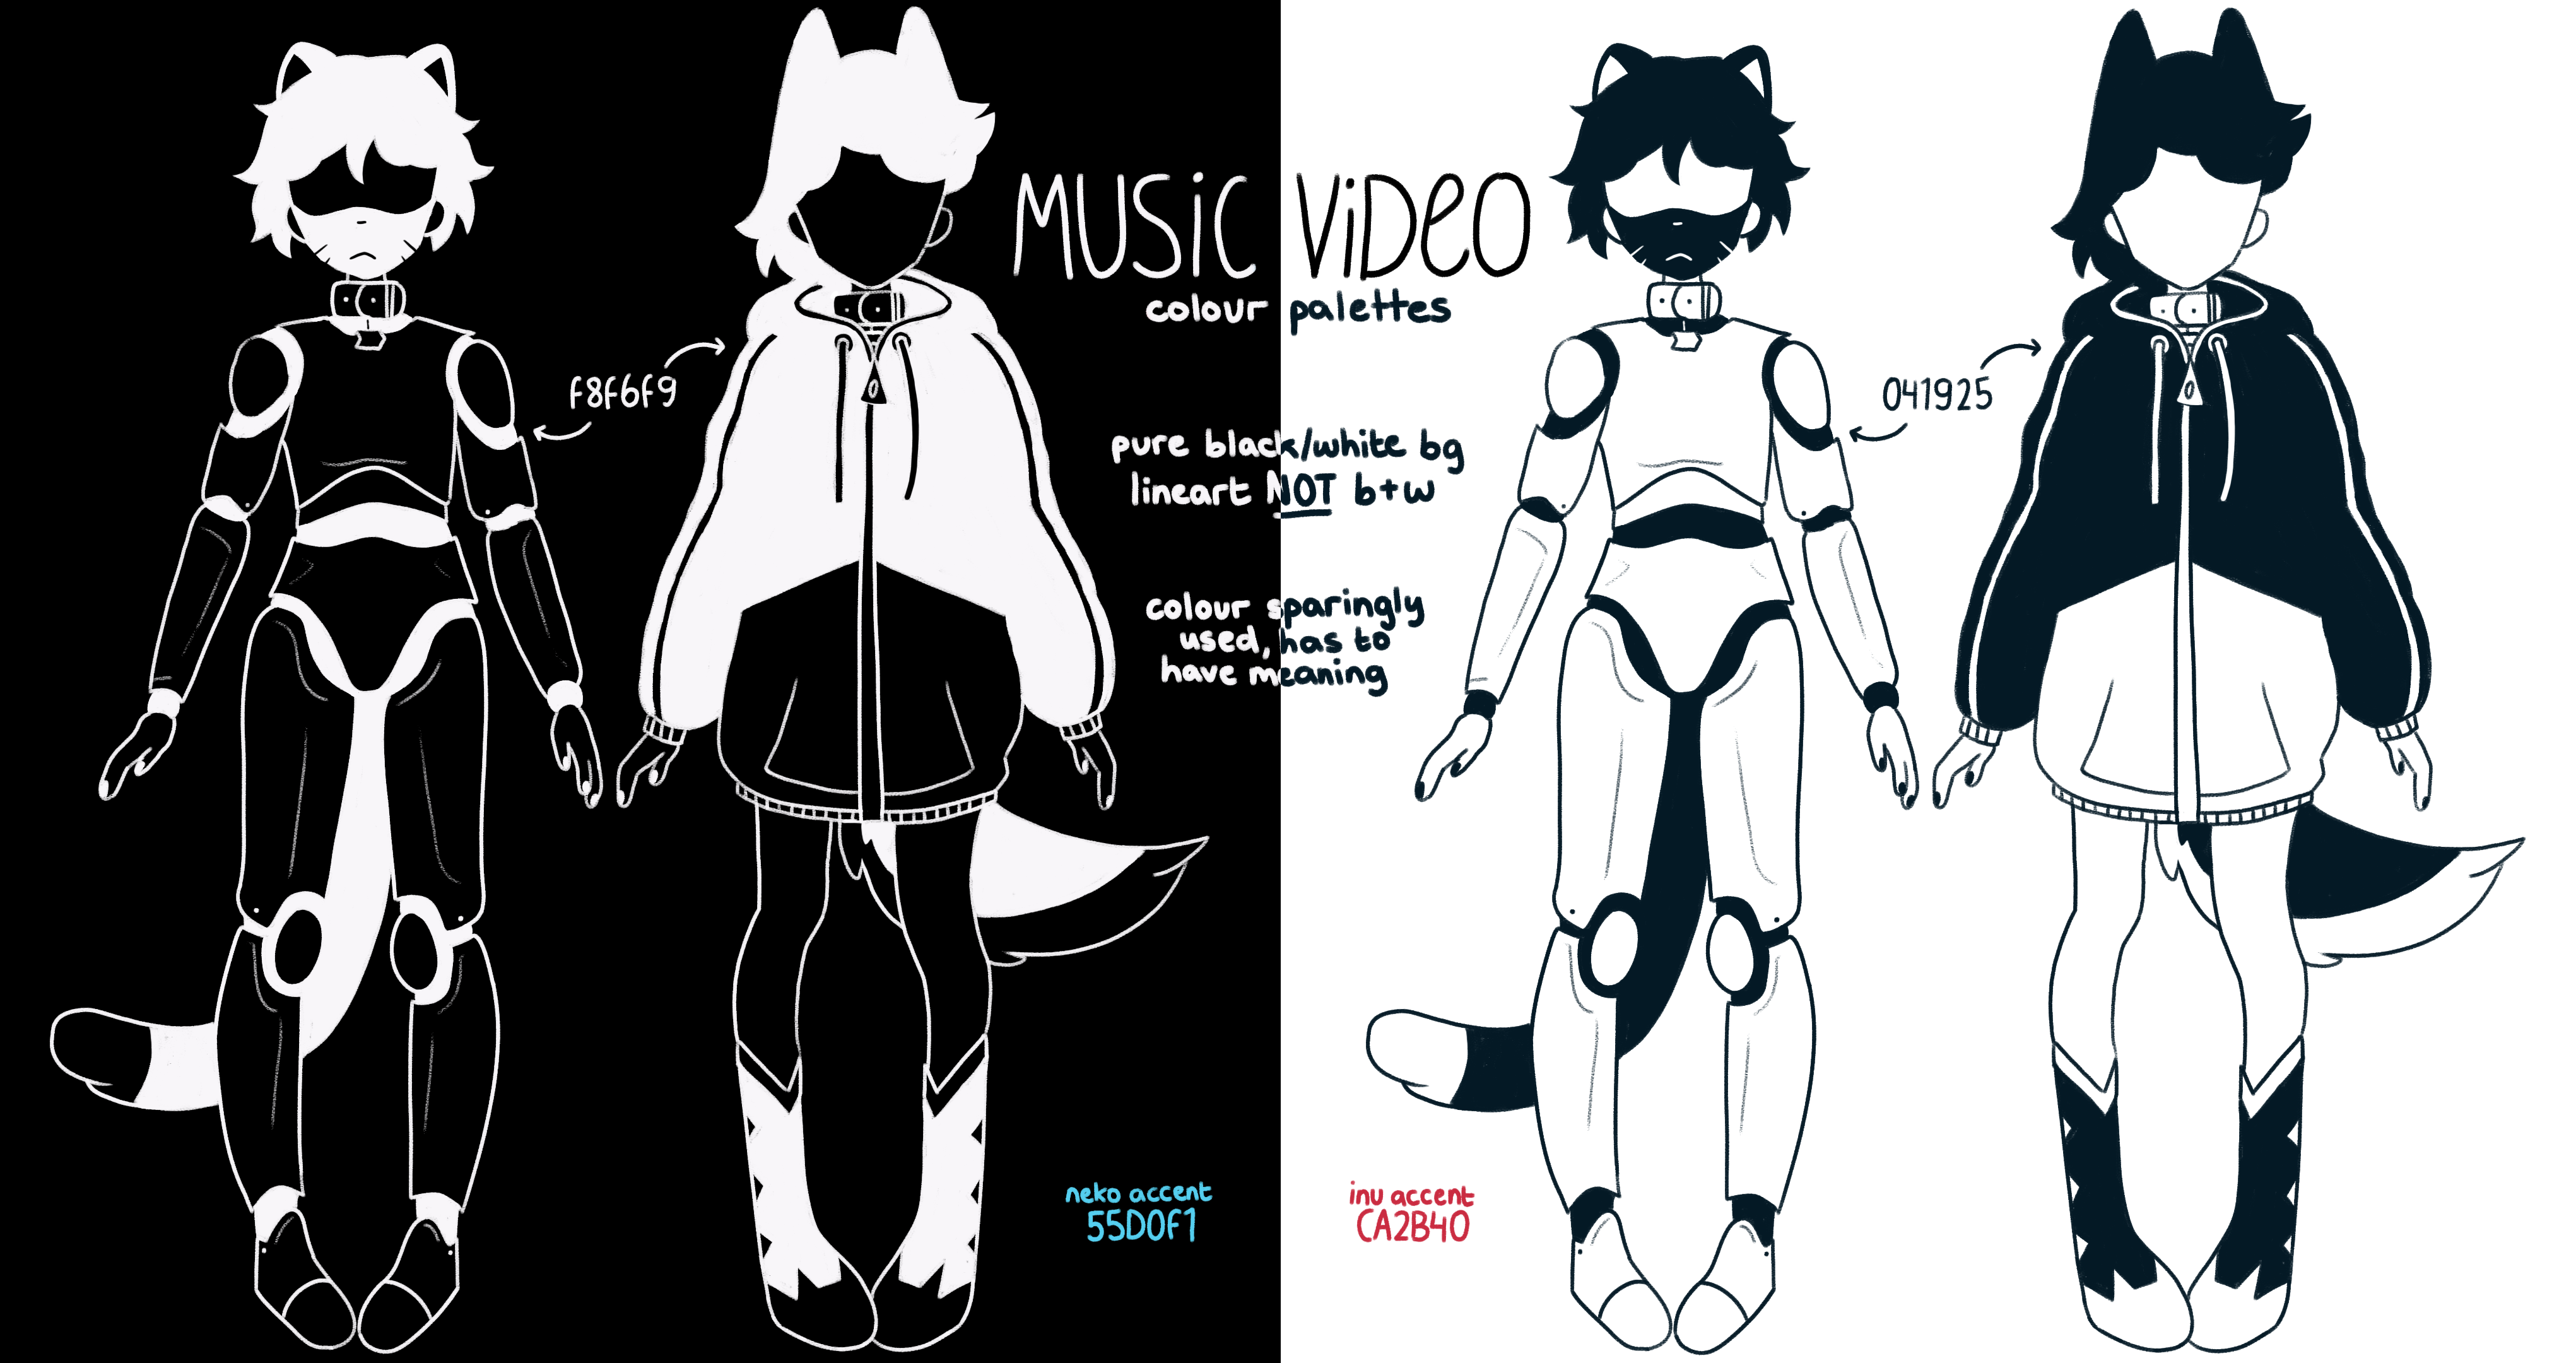 MUSIC VIDEO
colour palettes
f8f6f9
041925
pure black/white bg
lineart NOT b+w
colour sparingly
used, has to
have meaning
neko accent
55D0F1
inu accent
CA2B40